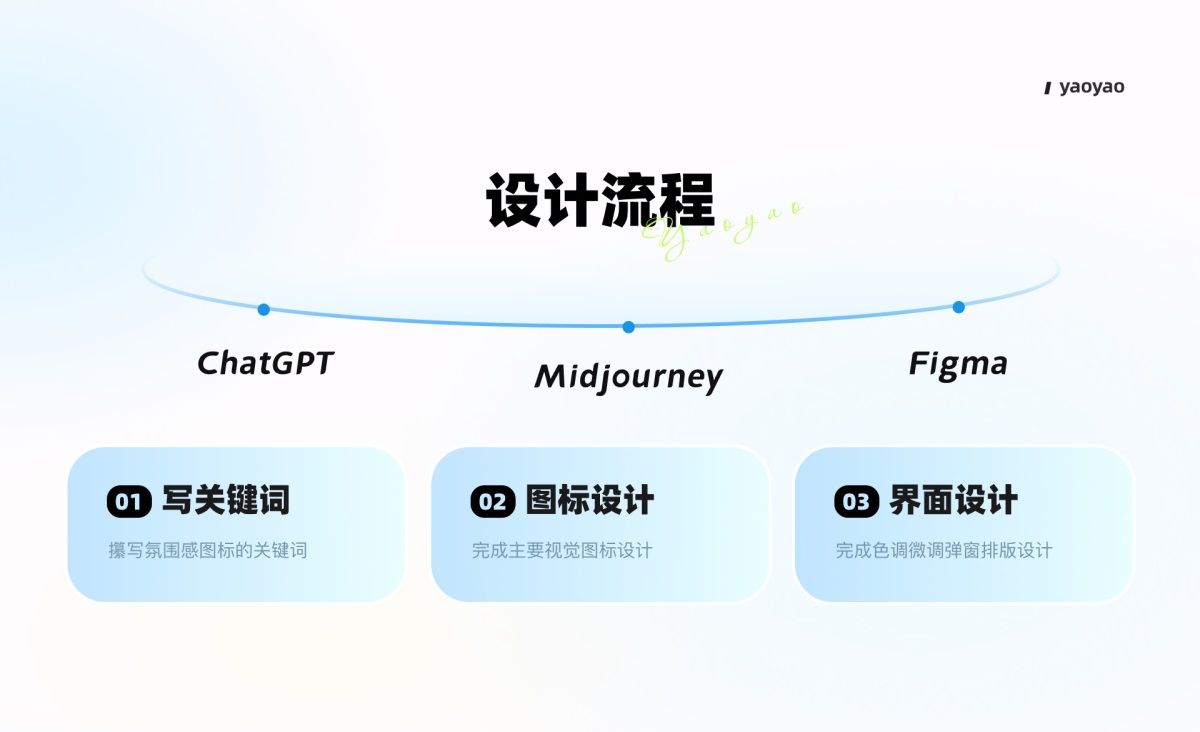 yaoyao
设计流程
Yaoyao
ChatGPT
Midjourney
Figma
01 写关键词
攥写氛围感图标的关键词
02 图标设计
完成主要视觉图标设计
03 界面设计
完成色调微调弹窗排版设计